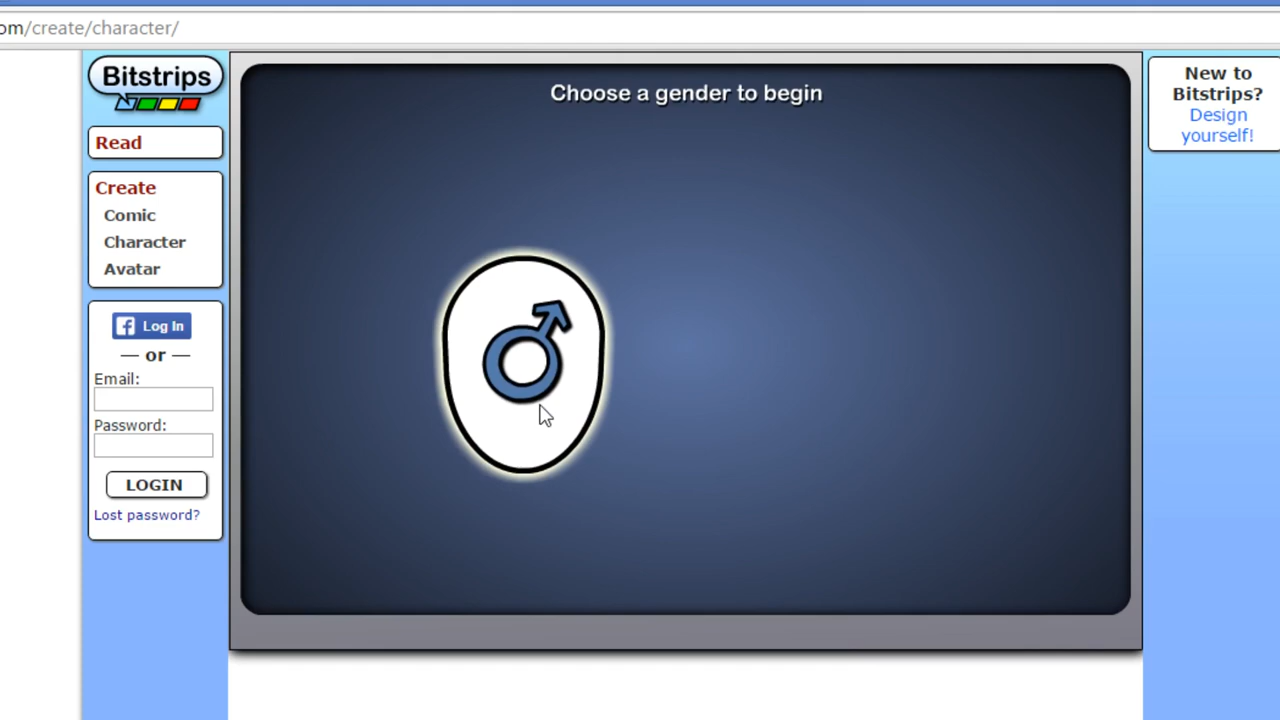 om/create/character/
Bitstrips
Read
Create
Comic
Character
Avatar
Log In
— or —
Email:
Password:
LOGIN
Lost password?
Choose a gender to begin
New to
Bitstrips?
Design
yourself!